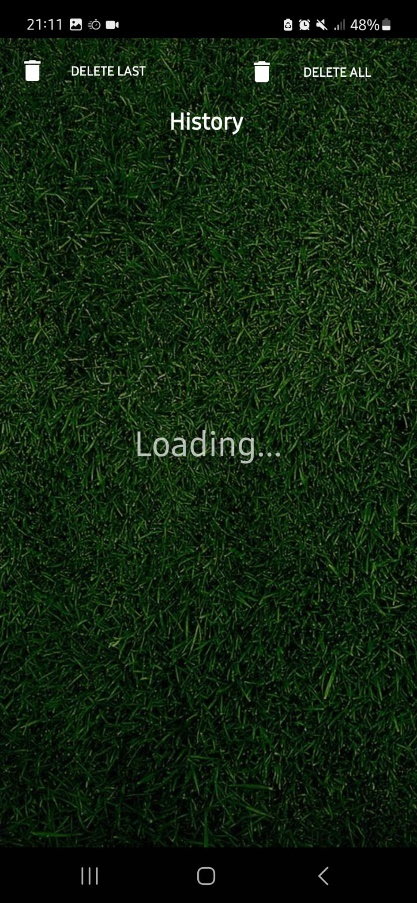 21:11 48%
DELETE LAST DELETE ALL
History
Loading...